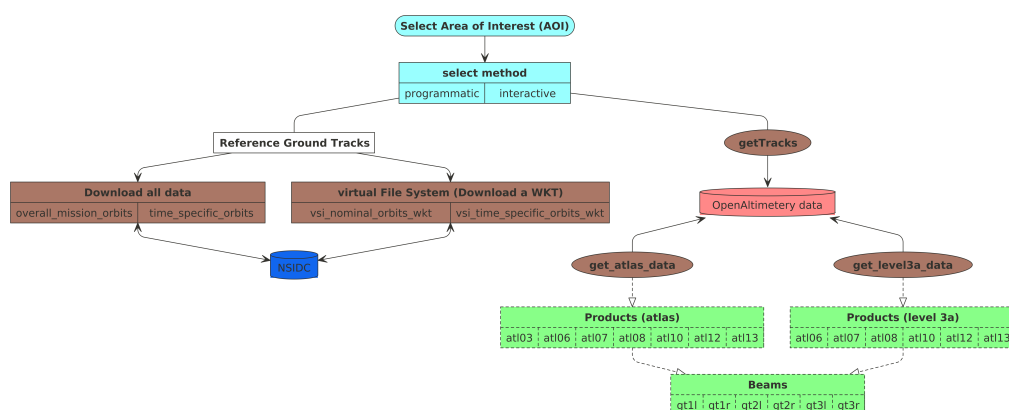 Select Area of Interest (AOI)
select method
programmatic interactive
Reference Ground Tracks
getTracks
Download all data
overall_mission_orbits time_specific_orbits
virtual File System (Download a WKT)
vsi_nominal_orbits_wkt vsi_time_specific_orbits_wkt
OpenAltimetery data
NSIDC
get_atlas_data
get_level3a_data
Products (atlas)
atl03 atl06 atl07 atl08 atl10 atl12 atl13
Products (level 3a)
atl06 atl07 atl08 atl10 atl12 atl13
Beams
gt1l gt1r gt2l gt2r gt3l gt3r